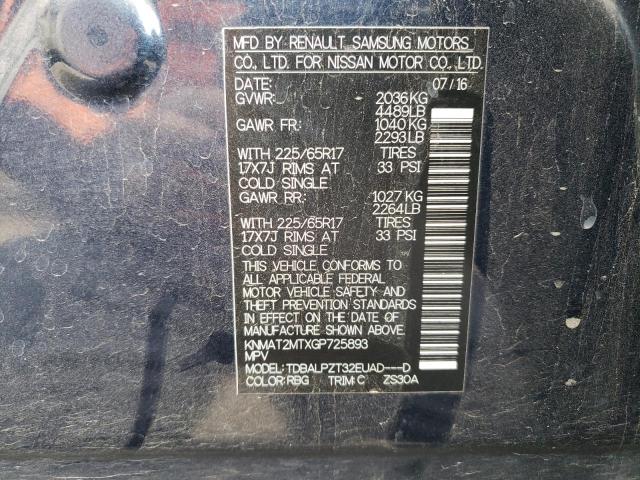 MFD BY RENAULT SAMSUNG MOTORS
CO., LTD. FOR NISSAN MOTOR CO., LTD.
DATE: 07/16
GVWR: 2036KG
4489LB
GAWR FR: 1040KG
2293LB
WITH 225/65R17 TIRES
17X7J RIMS AT 33 PSI
COLD SINGLE
GAWR RR: 1027KG
2264LB
WITH 225/65R17 TIRES
17X7J RIMS AT 33 PSI
COLD SINGLE
THIS VEHICLE CONFORMS TO
ALL APPLICABLE FEDERAL
MOTOR VEHICLE SAFETY AND
THEFT PREVENTION STANDARDS
IN EFFECT ON THE DATE OF
MANUFACTURE SHOWN ABOVE.
KNMAT2MTXGP725893
MPV
MODEL: TDBALPZT32EUAD---D
COLOR: RBG TRIM: C ZS30A